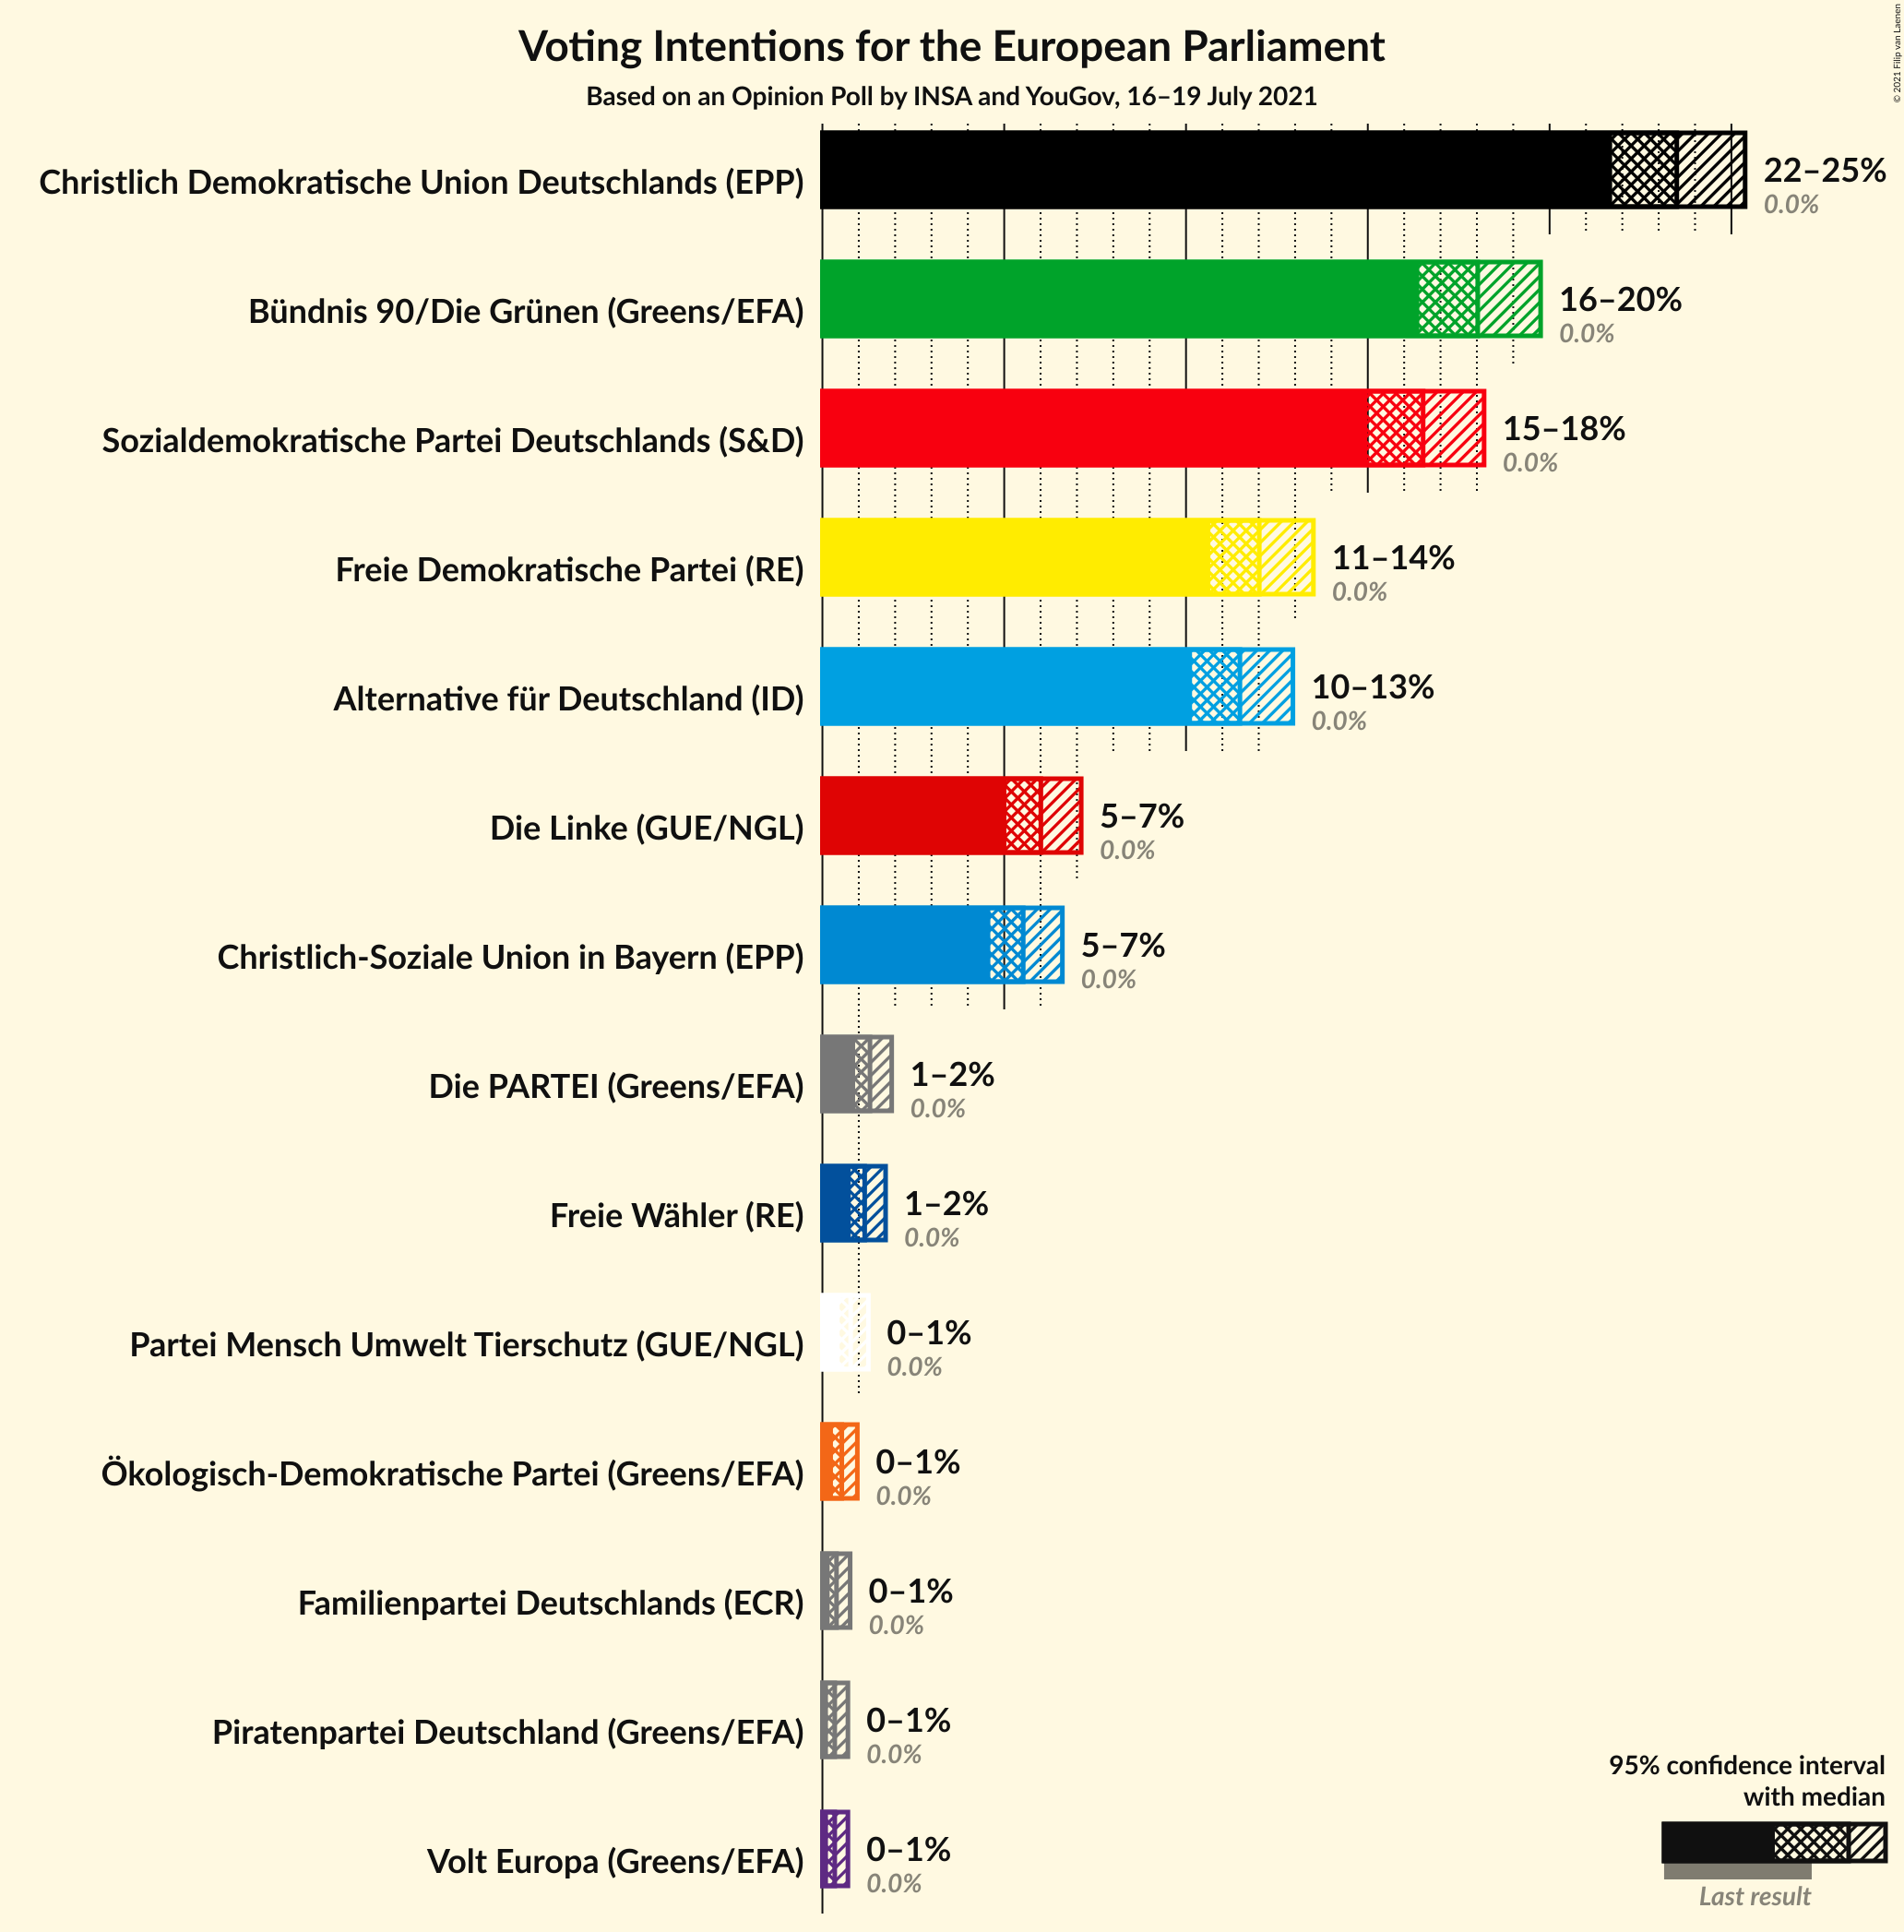 Voting Intentions for the European Parliament
Based on an Opinion Poll by INSA and YouGov, 16–19 July 2021
© 2021 Filip van Laenen
Christlich Demokratische Union Deutschlands (EPP)
22–25%
0.0%
Bündnis 90/Die Grünen (Greens/EFA)
16–20%
0.0%
Sozialdemokratische Partei Deutschlands (S&D)
15–18%
0.0%
Freie Demokratische Partei (RE)
11–14%
0.0%
Alternative für Deutschland (ID)
10–13%
0.0%
Die Linke (GUE/NGL)
5–7%
0.0%
Christlich-Soziale Union in Bayern (EPP)
5–7%
0.0%
Die PARTEI (Greens/EFA)
1–2%
0.0%
Freie Wähler (RE)
1–2%
0.0%
Partei Mensch Umwelt Tierschutz (GUE/NGL)
0–1%
0.0%
Ökologisch-Demokratische Partei (Greens/EFA)
0–1%
0.0%
Familienpartei Deutschlands (ECR)
0–1%
0.0%
Piratenpartei Deutschland (Greens/EFA)
0–1%
0.0%
Volt Europa (Greens/EFA)
0–1%
0.0%
95% confidence interval
with median
Last result